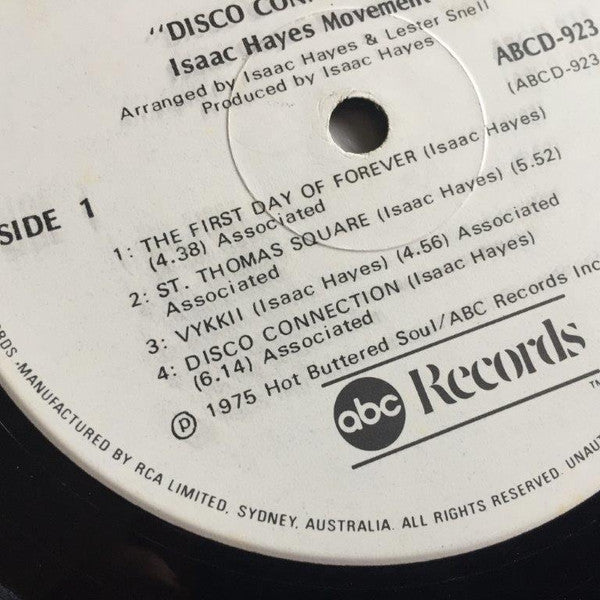 "DISCO
Isaac Hayes Movement
Arranged by Isaac Hayes & Lester Snell
Produced by Isaac Hayes
ABCD-923
(ABCD-923
SIDE 1
1: THE FIRST DAY OF FOREVER (Isaac Hayes)
(4.38) Associated
2: ST. THOMAS SQUARE (Isaac Hayes) (5.52)
Associated
3: VYKKII (Isaac Hayes) (4.56) Associated
4: DISCO CONNECTION (Isaac Hayes)
(6.14) Associated
℗ 1975 Hot Buttered Soul/ABC Records Inc
abc Records
TM
MANUFACTURED BY RCA LIMITED, SYDNEY, AUSTRALIA. ALL RIGHTS RESERVED.